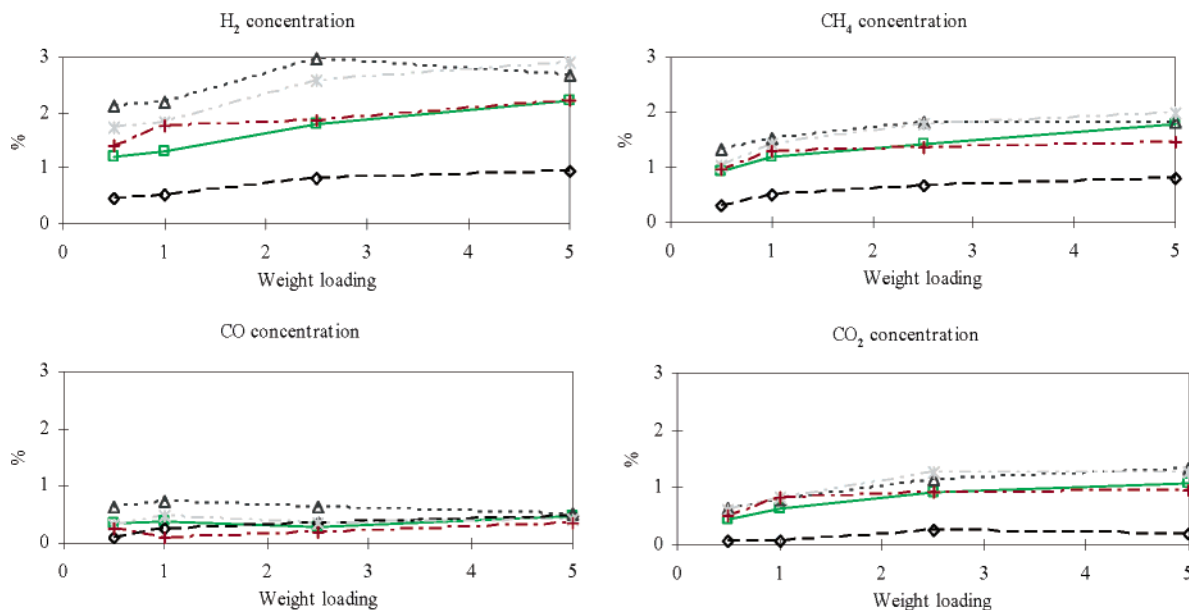 H₂ concentration
3
2
1
0
%
0 1 2 3 4 5
Weight loading
CH₄ concentration
3
2
1
0
%
0 1 2 3 4 5
Weight loading
CO concentration
3
2
1
0
%
0 1 2 3 4 5
Weight loading
CO₂ concentration
3
2
1
0
%
0 1 2 3 4 5
Weight loading